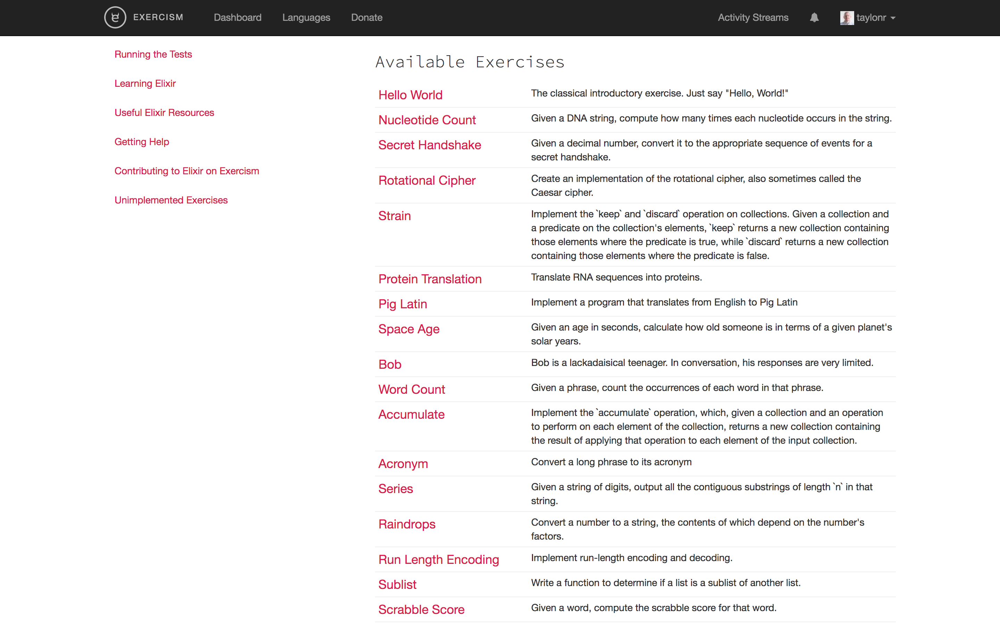 EXERCISM Dashboard Languages Donate Activity Streams taylonr
Running the Tests
Learning Elixir
Useful Elixir Resources
Getting Help
Contributing to Elixir on Exercism
Unimplemented Exercises
Available Exercises
Hello World
The classical introductory exercise. Just say "Hello, World!"
Nucleotide Count
Given a DNA string, compute how many times each nucleotide occurs in the string.
Secret Handshake
Given a decimal number, convert it to the appropriate sequence of events for a
secret handshake.
Rotational Cipher
Create an implementation of the rotational cipher, also sometimes called the
Caesar cipher.
Strain
Implement the `keep` and `discard` operation on collections. Given a collection and
a predicate on the collection's elements, `keep` returns a new collection containing
those elements where the predicate is true, while `discard` returns a new collection
containing those elements where the predicate is false.
Protein Translation
Translate RNA sequences into proteins.
Pig Latin
Implement a program that translates from English to Pig Latin
Space Age
Given an age in seconds, calculate how old someone is in terms of a given planet's
solar years.
Bob
Bob is a lackadaisical teenager. In conversation, his responses are very limited.
Word Count
Given a phrase, count the occurrences of each word in that phrase.
Accumulate
Implement the `accumulate` operation, which, given a collection and an operation
to perform on each element of the collection, returns a new collection containing
the result of applying that operation to each element of the input collection.
Acronym
Convert a long phrase to its acronym
Series
Given a string of digits, output all the contiguous substrings of length `n` in that
string.
Raindrops
Convert a number to a string, the contents of which depend on the number's
factors.
Run Length Encoding
Implement run-length encoding and decoding.
Sublist
Write a function to determine if a list is a sublist of another list.
Scrabble Score
Given a word, compute the scrabble score for that word.